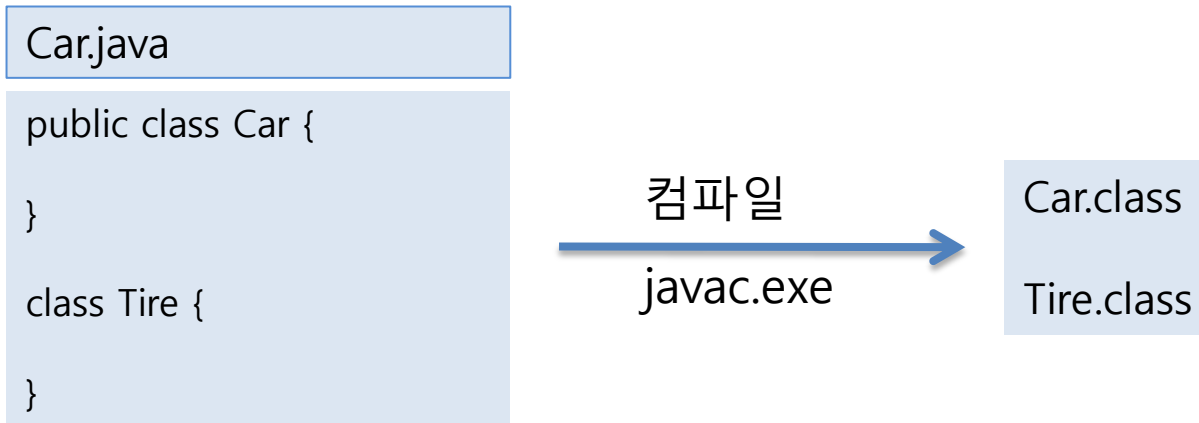 Car.java
public class Car {
}
class Tire {
}
컴파일
javac.exe
Car.class
Tire.class